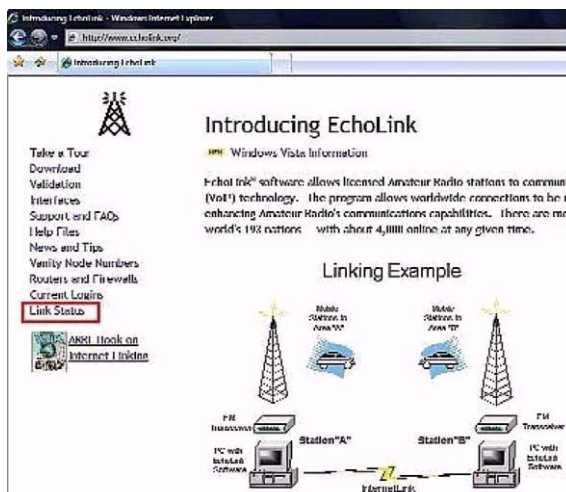 Introducing EchoLink - Windows Internet Explorer
http://www.echolink.org/
Introducing EchoLink
Introducing EchoLink
NEW Windows Vista Information
Take a Tour
Download
Validation
Interfaces
Support and FAQs
Help Files
News and Tips
Vanity Node Numbers
Routers and Firewalls
Current Logins
Link Status
ARRL Book on
Internet Linking
EchoLink® software allows licensed Amateur Radio stations to commun
(VoIP) technology. The program allows worldwide connections to be
enhancing Amateur Radio's communications capabilities. There are mo
world's 193 nations — with about 4,000 online at any given time.
Linking Example
Mobile
Stations in
Area "A"
Mobile
Stations in
Area "B"
FM
Transceiver
Station "A"
PC with
EchoLink
Software
FM
Transceiver
Station "B"
PC with
EchoLink
Software
Internet Link